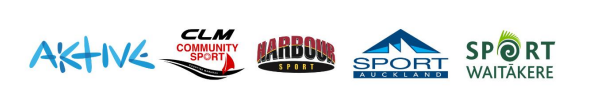 AKTIVE
CLM
COMMUNITY
SPORT
HARBOUR
SPORT
SPORT
AUCKLAND
SPORT
WAITĀKERE